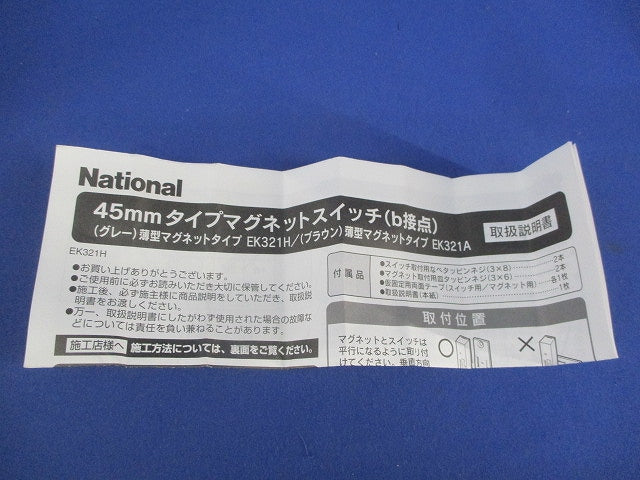 National
45mmタイプマグネットスイッチ(b接点)
(グレー)薄型マグネットタイプ EK321H/(ブラウン)薄型マグネットタイプ EK321A
取扱説明書
EK321H
●お買い上げありがとうございます。
●ご使用前に必ずお読みいただき大切に保管してください。
●施工後、必ず施主様に商品説明をしていただき、取扱説
明書をお渡しください。
●万一、取扱説明書にしたがわず使用された場合の故障な
どについては責任を負い兼ねることがあります。
施工店様へ 施工方法については、裏面をご覧ください。
付属品
●スイッチ取付用なべタッピンネジ(3×8)……2本
●マグネット取付用皿タッピンネジ(3×6)……2本
●仮固定用両面テープ(スイッチ用/マグネット用)…各1枚
●取扱説明書(本紙)……1枚
取付位置
マグネットとスイッチは
平行になるように取り付
けてください。垂直方向
○ ×